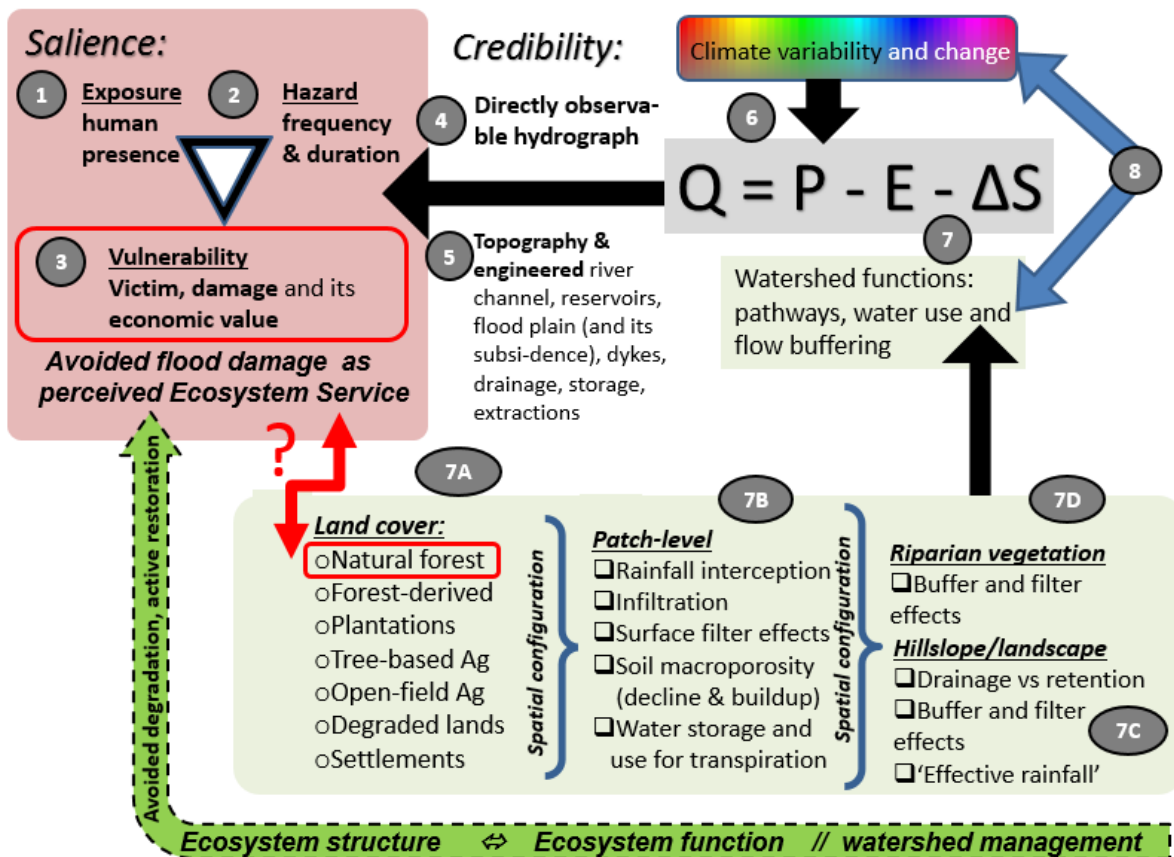 Salience:
1
Exposure
human
presence
2
Hazard
frequency
& duration
3
Vulnerability
Victim, damage and its
economic value
Avoided flood damage as
perceived Ecosystem Service
Credibility:
4
Directly observa-
ble hydrograph
5
Topography &
engineered river
channel, reservoirs,
flood plain (and its
subsi-dence), dykes,
drainage, storage,
extractions
Climate variability and change
6
Q = P - E - ΔS
7
8
Watershed functions:
pathways, water use and
flow buffering
?
7A
Land cover:
○Natural forest
○Forest-derived
○Plantations
○Tree-based Ag
○Open-field Ag
○Degraded lands
○Settlements
Spatial configuration
7B
Patch-level
❑Rainfall interception
❑Infiltration
❑Surface filter effects
❑Soil macroporosity
(decline & buildup)
❑Water storage and
use for transpiration
Spatial configuration
7D
Riparian vegetation
❑Buffer and filter
effects
Hillslope/landscape
❑Drainage vs retention
❑Buffer and filter
effects
❑‘Effective rainfall’
7C
Avoided degradation, active restoration
Ecosystem structure ⇔ Ecosystem function // watershed management